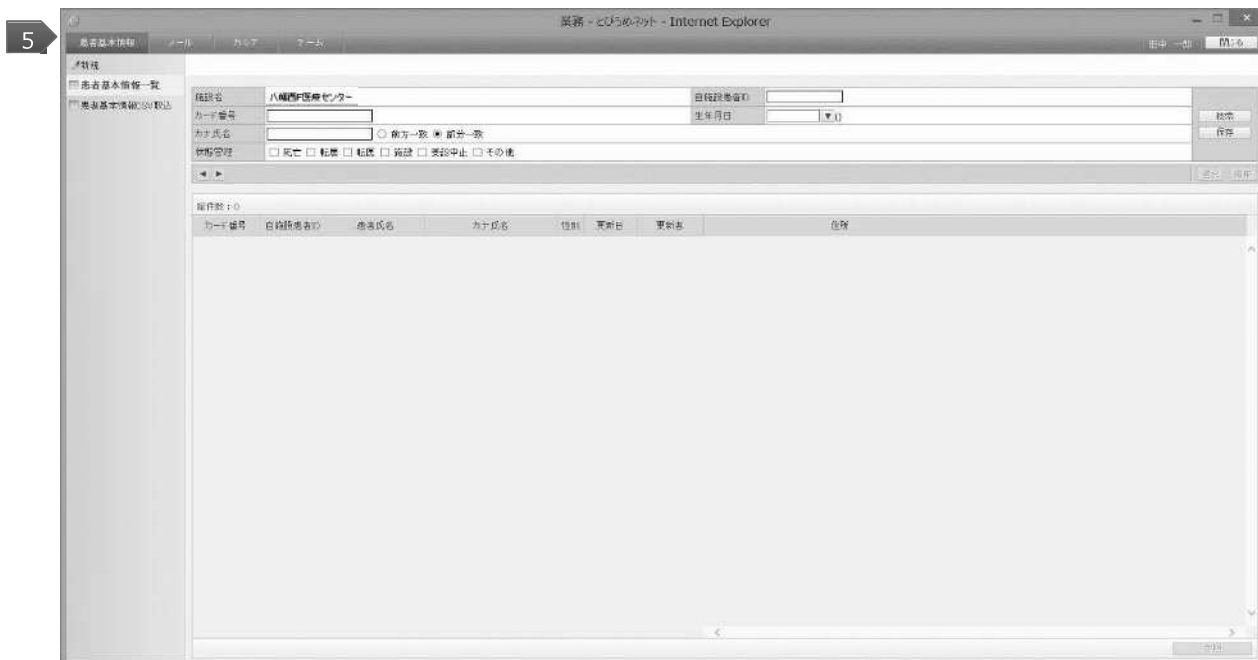 業務 - とびうめネット - Internet Explorer
5
患者基本情報 メール カルテ チーム 閉じる
新規
患者基本情報一覧
患者基本情報CSV取込
施設名 八幡西F医療センター 自施設患者ID
カード番号 生年月日
カナ氏名 前方一致 部分一致
状態管理 死亡 転居 転医 施設 受診中止 その他
検索
保存
総件数:0
カード番号 自施設患者ID 患者氏名 カナ氏名 性別 更新日 更新者 住所